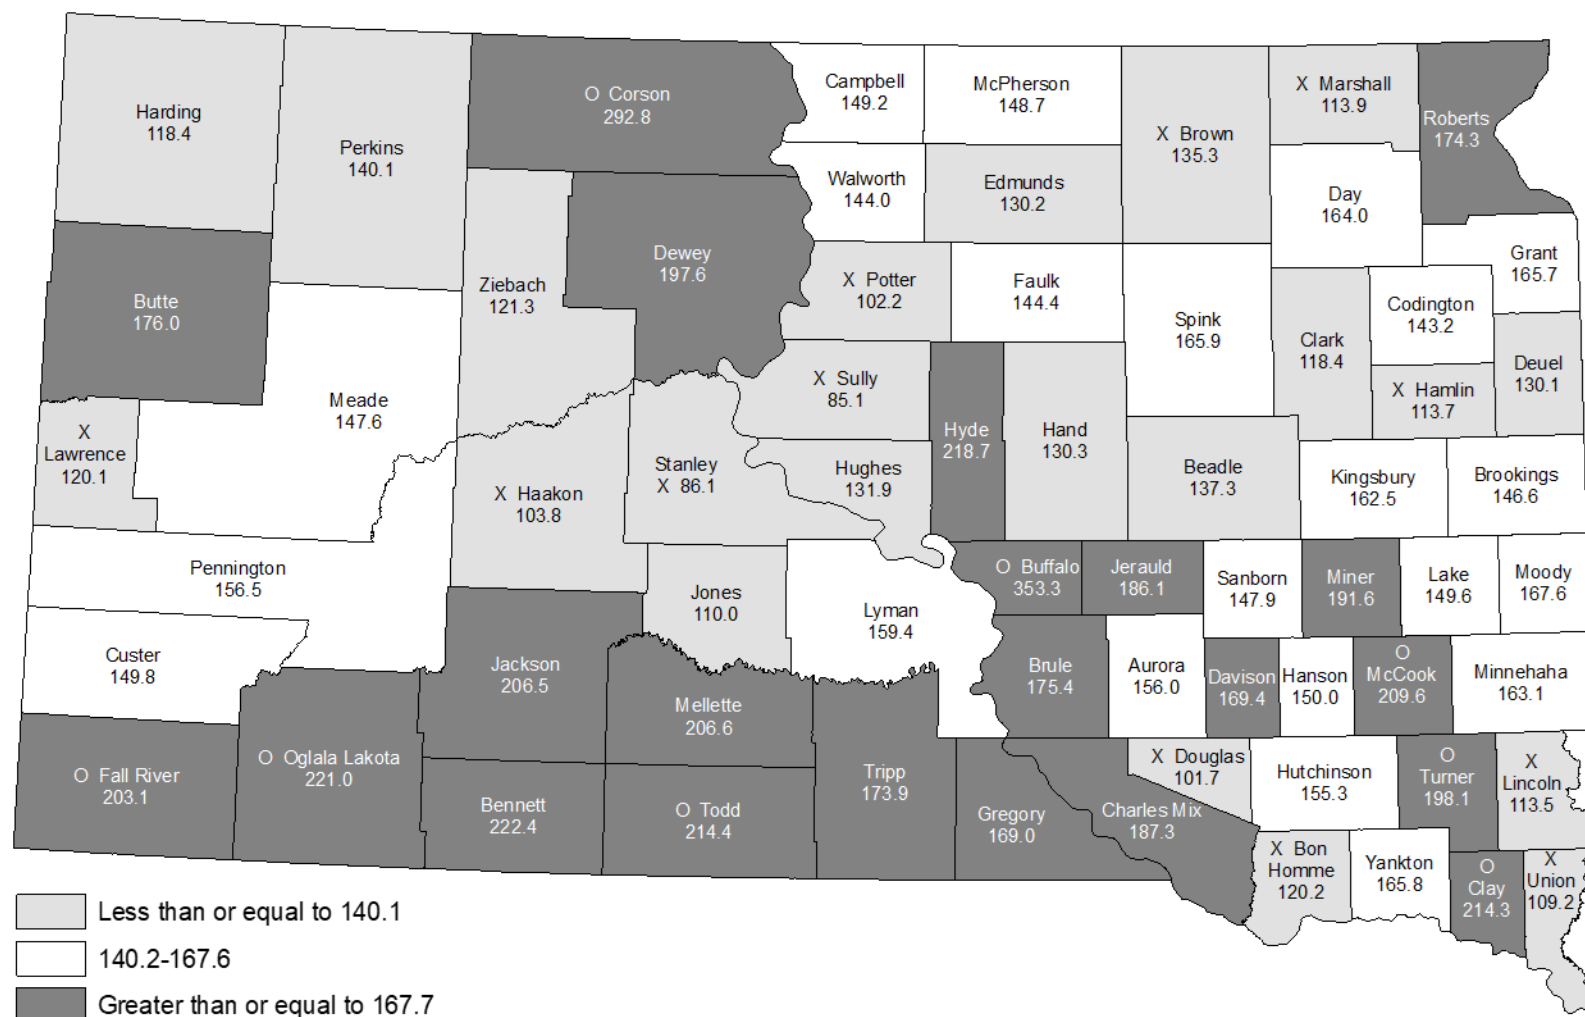 Harding
118.4
Perkins
140.1
O Corson
292.8
Campbell
149.2
McPherson
148.7
X Brown
135.3
X Marshall
113.9
Roberts
174.3
Walworth
144.0
Edmunds
130.2
Day
164.0
Grant
165.7
Butte
176.0
Ziebach
121.3
Dewey
197.6
X Potter
102.2
Faulk
144.4
Spink
165.9
Clark
118.4
Codington
143.2
Deuel
130.1
X Hamlin
113.7
X
Lawrence
120.1
Meade
147.6
X Sully
85.1
Hyde
218.7
Hand
130.3
Beadle
137.3
Kingsbury
162.5
Brookings
146.6
X Haakon
103.8
Stanley
X 86.1
Hughes
131.9
Pennington
156.5
Jones
110.0
Lyman
159.4
O Buffalo
353.3
Jerauld
186.1
Sanborn
147.9
Miner
191.6
Lake
149.6
Moody
167.6
Custer
149.8
Jackson
206.5
Mellette
206.6
Brule
175.4
Aurora
156.0
Davison
169.4
Hanson
150.0
O
McCook
209.6
Minnehaha
163.1
O Fall River
203.1
O Oglala Lakota
221.0
Bennett
222.4
O Todd
214.4
Tripp
173.9
Gregory
169.0
Charles Mix
187.3
X Douglas
101.7
Hutchinson
155.3
O
Turner
198.1
X
Lincoln
113.5
X Bon
Homme
120.2
Yankton
165.8
O
Clay
214.3
X
Union
109.2
Less than or equal to 140.1
140.2-167.6
Greater than or equal to 167.7